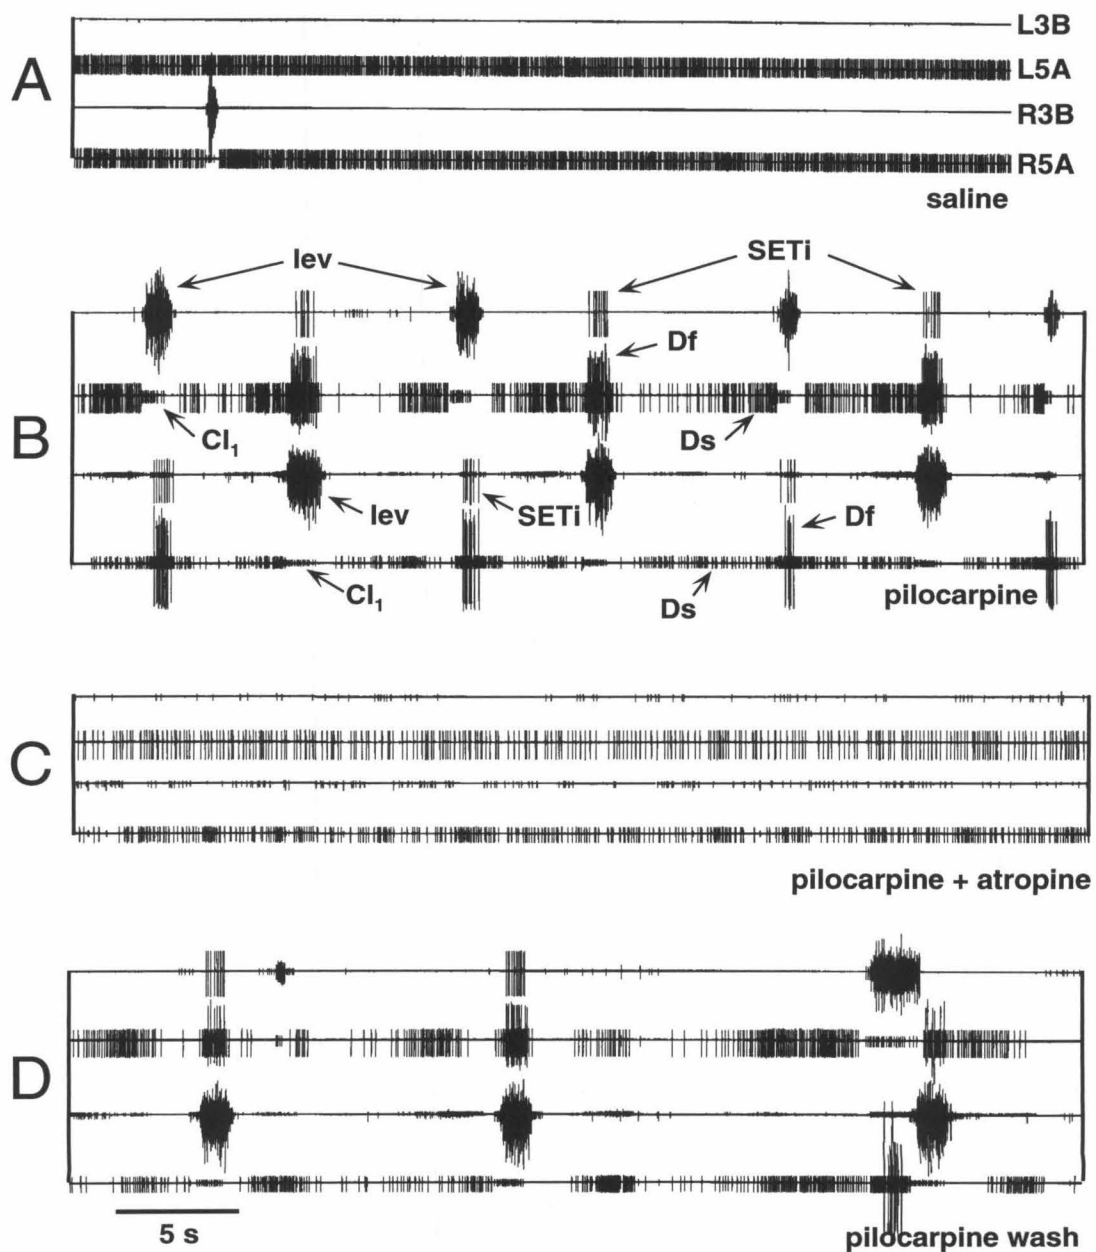 A
L3B
L5A
R3B
R5A
saline
B
lev
SETi
Df
Cl₁
Ds
lev
SETi
Df
Cl₁
Ds
pilocarpine
C
pilocarpine + atropine
D
5 s
pilocarpine wash